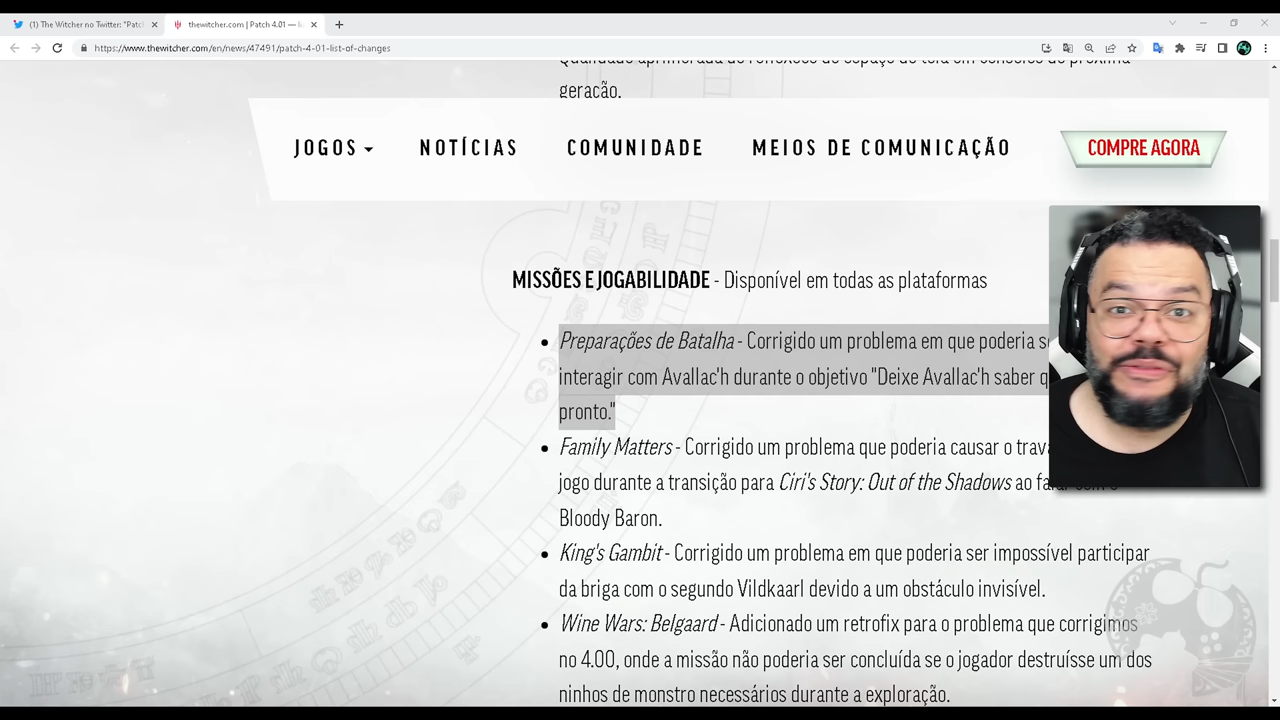 (1) The Witcher no Twitter: "Patc
thewitcher.com | Patch 4.01 — li
https://www.thewitcher.com/en/news/47491/patch-4-01-list-of-changes
geração.
JOGOS
NOTÍCIAS
COMUNIDADE
MEIOS DE COMUNICAÇÃO
COMPRE AGORA
MISSÕES E JOGABILIDADE - Disponível em todas as plataformas
Preparações de Batalha - Corrigido um problema em que poderia se
interagir com Avallac'h durante o objetivo "Deixe Avallac'h saber q
pronto."
Family Matters - Corrigido um problema que poderia causar o trava
jogo durante a transição para Ciri's Story: Out of the Shadows ao
Bloody Baron.
King's Gambit - Corrigido um problema em que poderia ser impossível participar
da briga com o segundo Vildkaarl devido a um obstáculo invisível.
Wine Wars: Belgaard - Adicionado um retrofix para o problema que corrigimos
no 4.00, onde a missão não poderia ser concluída se o jogador destruísse um dos
ninhos de monstro necessários durante a exploração.